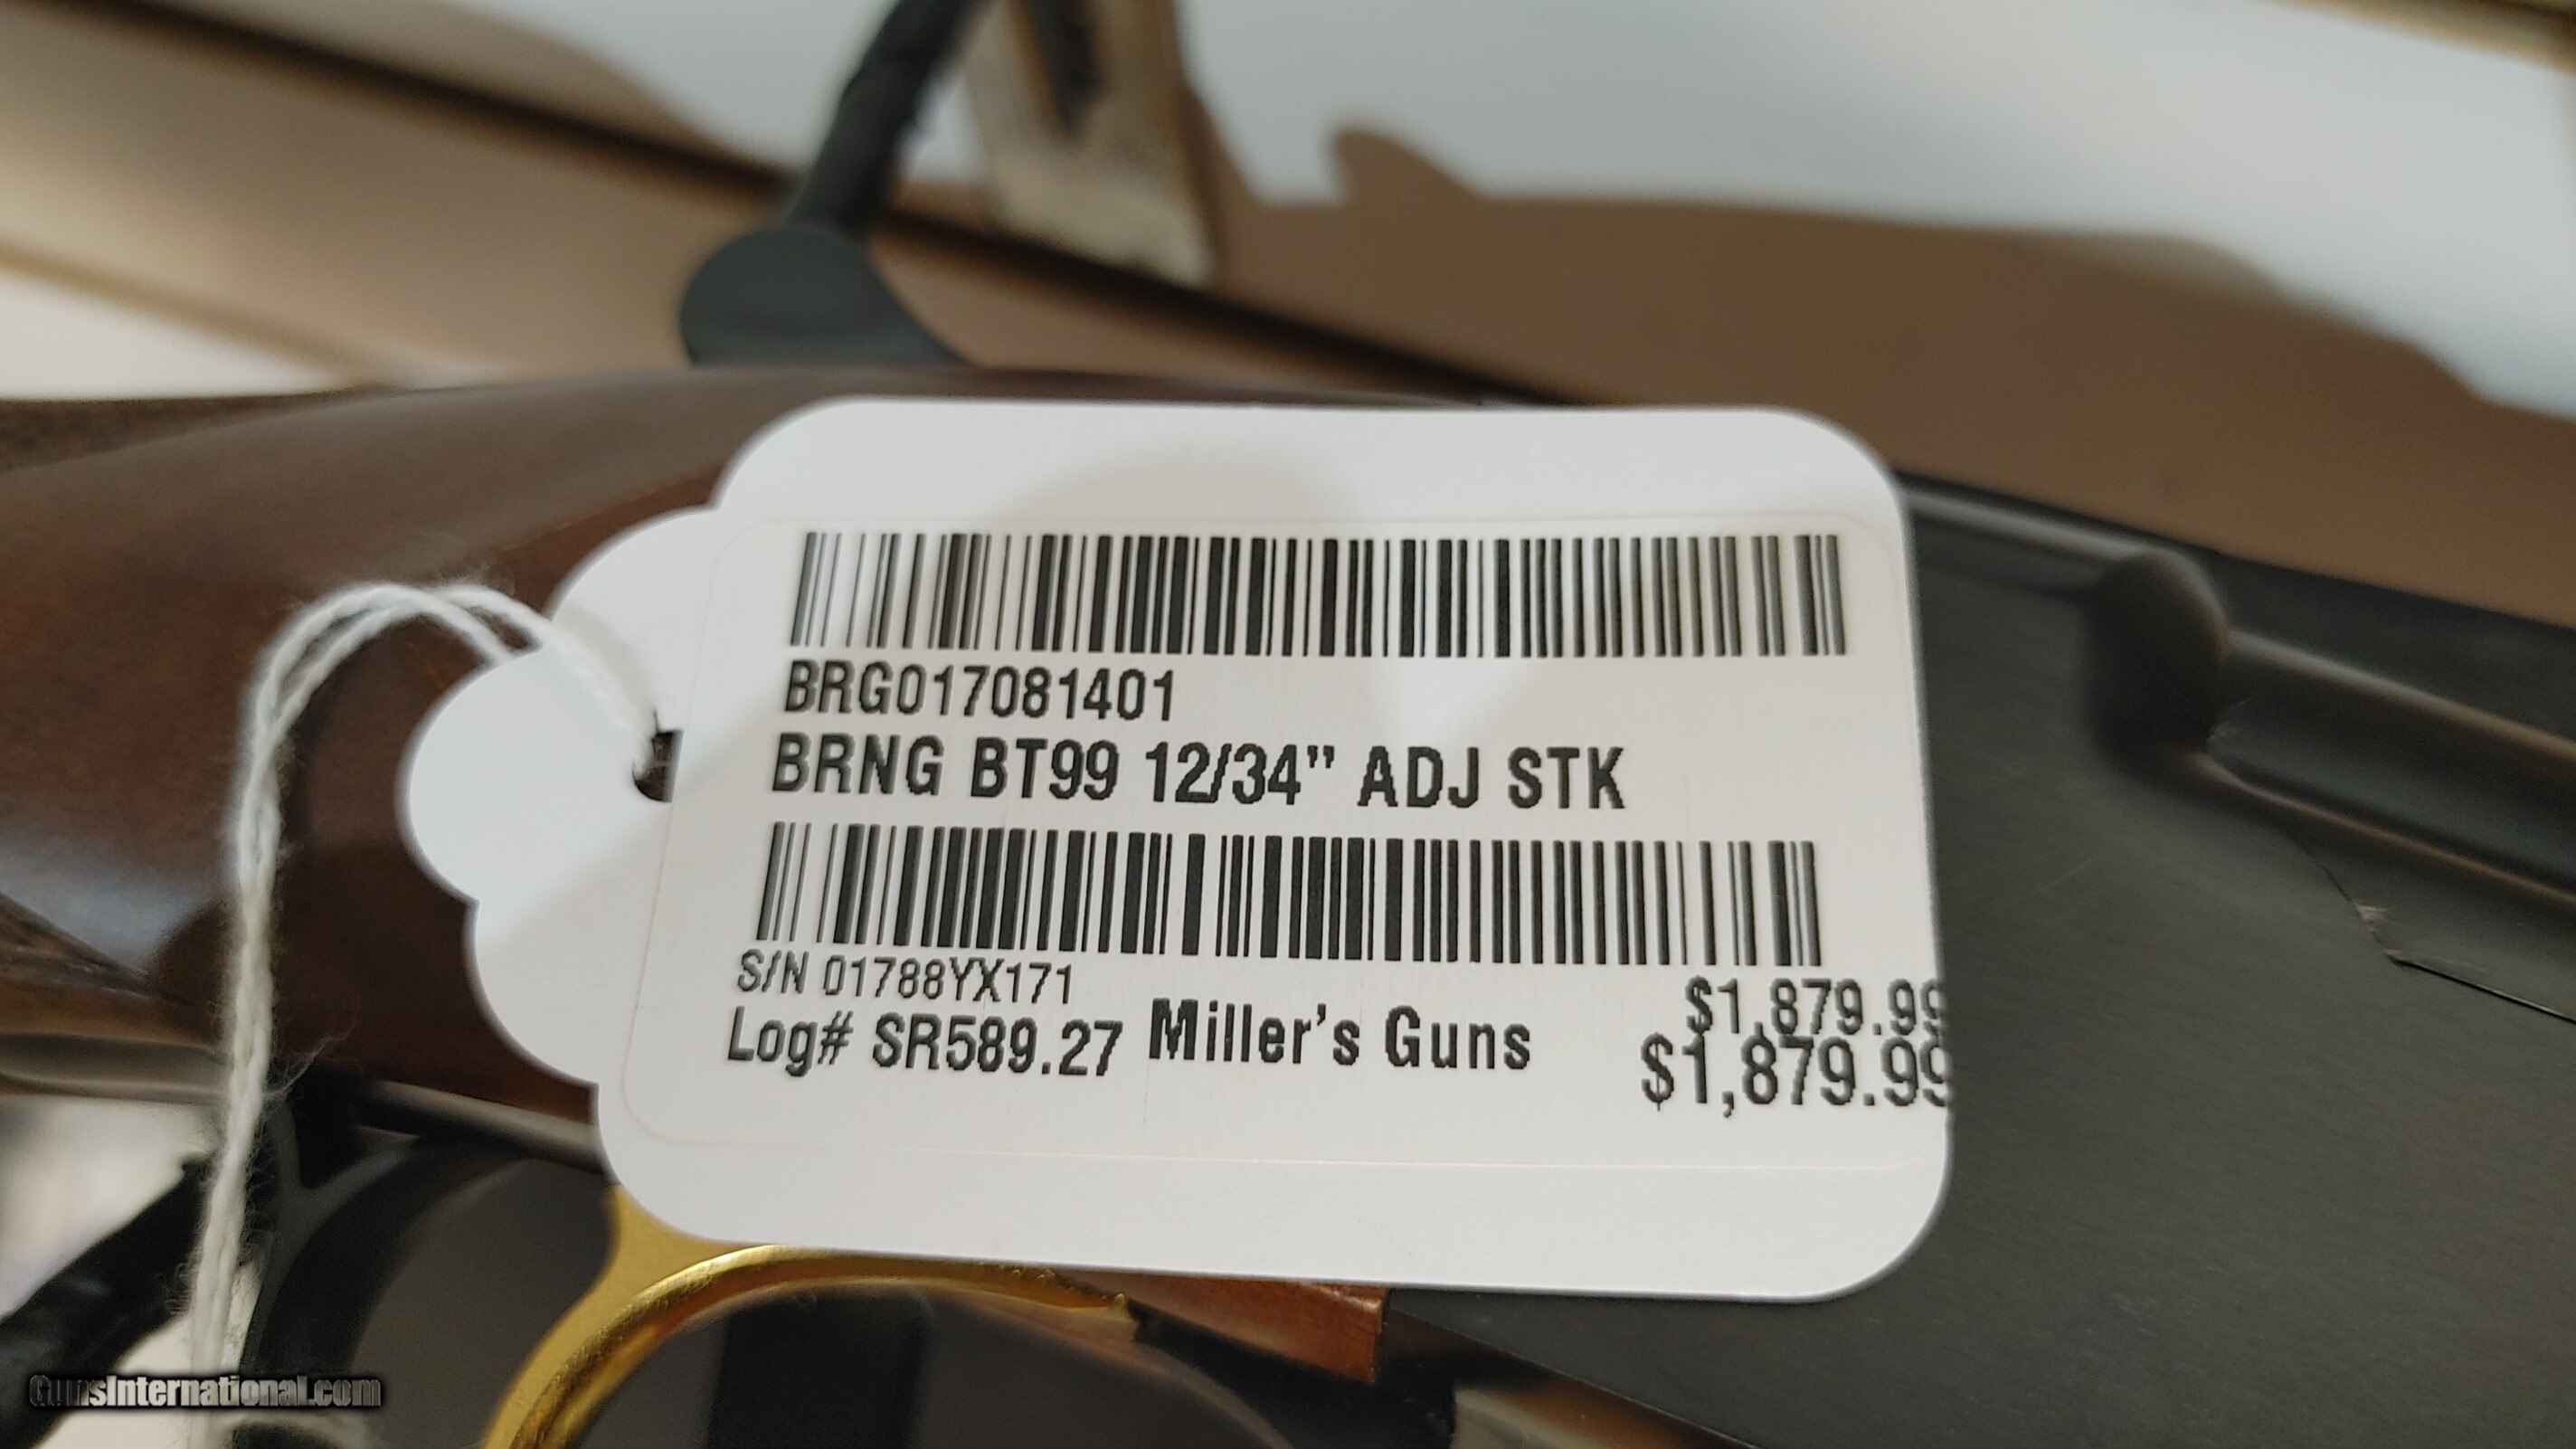 BRG017081401
BRNG BT99 12/34” ADJ STK
S/N 01788YX171
$1,879.99
Log# SR589.27 Miller's Guns
$1,879.99
GunsInternational.com